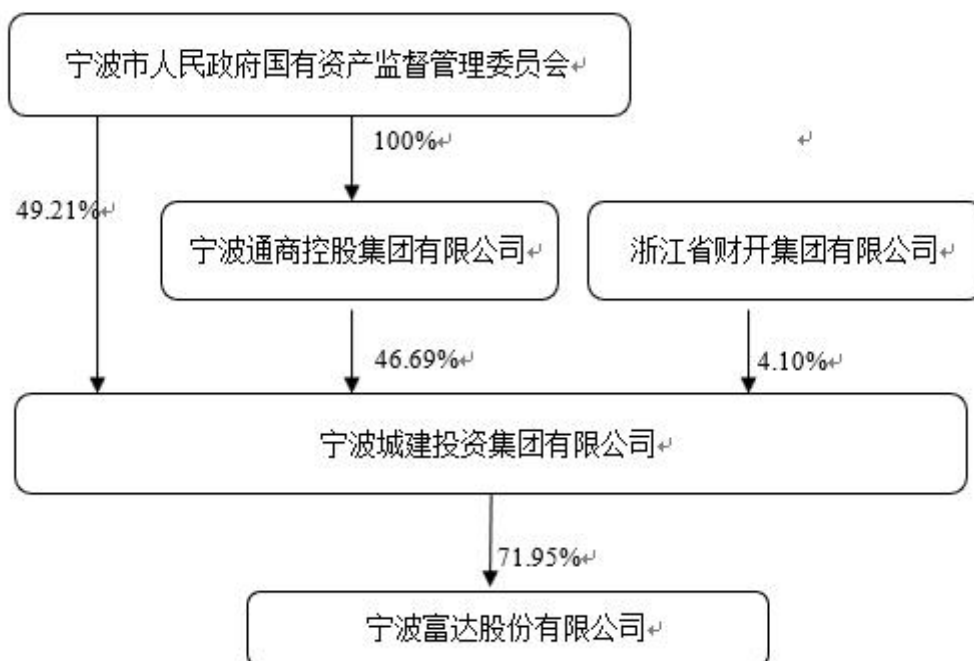 宁波市人民政府国有资产监督管理委员会↵
100%↵
↵
49.21%↵
宁波通商控股集团有限公司↵
浙江省财开集团有限公司↵
46.69%↵
4.10%↵
宁波城建投资集团有限公司↵
71.95%↵
宁波富达股份有限公司↵